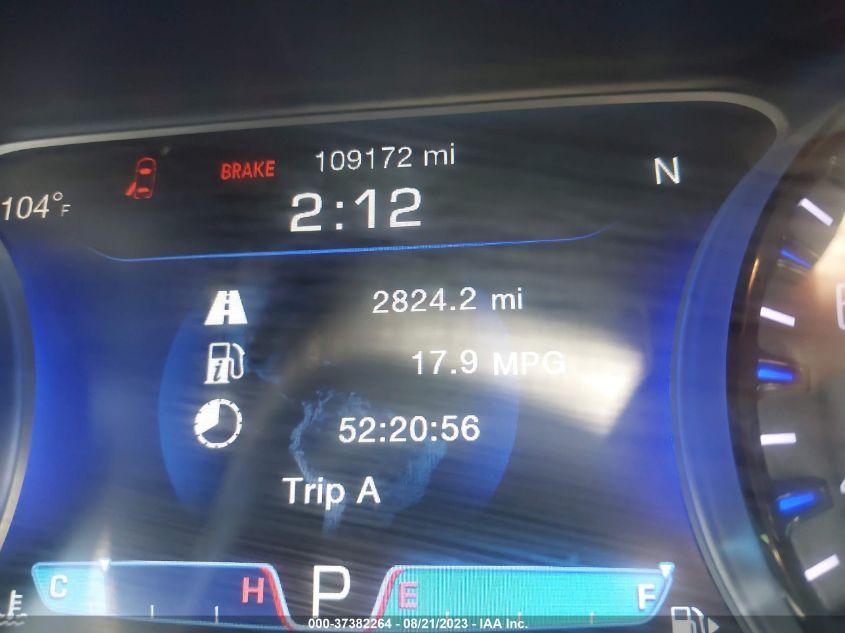 BRAKE 109172 mi N
104°F 2:12
2824.2 mi
17.9 MPG
52:20:56
Trip A
C H P E F
000-37382264 - 08/21/2023 - IAA Inc.